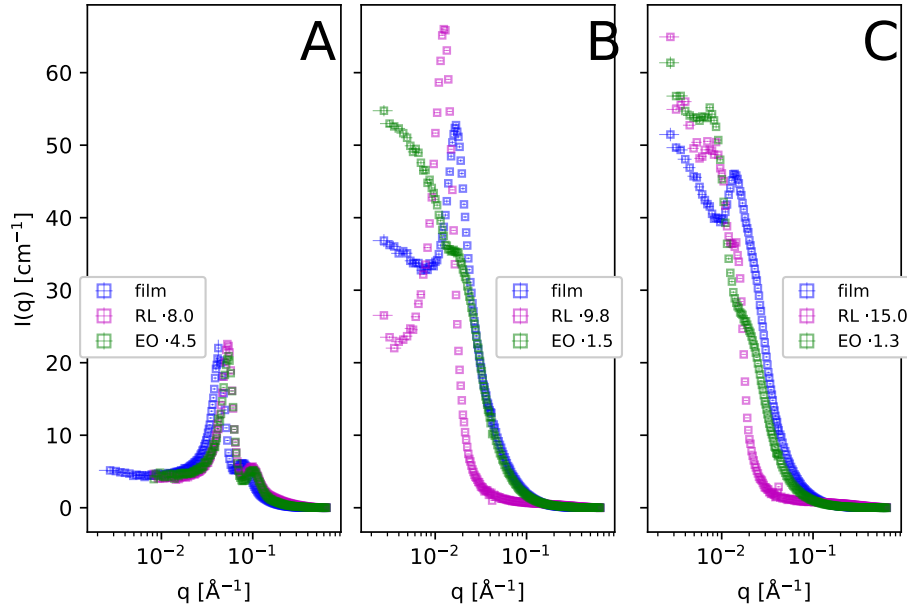 A
B
C
I(q) [cm⁻¹]
60
50
40
30
20
10
0
film
RL ·8.0
EO ·4.5
film
RL ·9.8
EO ·1.5
film
RL ·15.0
EO ·1.3
10⁻²
10⁻¹
10⁻²
10⁻¹
10⁻²
10⁻¹
q [Å⁻¹]
q [Å⁻¹]
q [Å⁻¹]